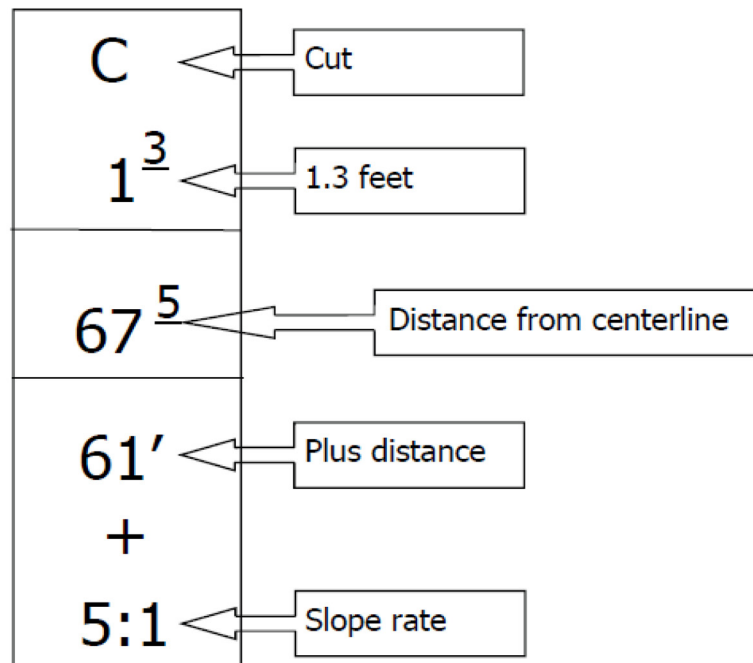 C
Cut
1 3
1.3 feet
67 5
Distance from centerline
61′
Plus distance
+
5:1
Slope rate